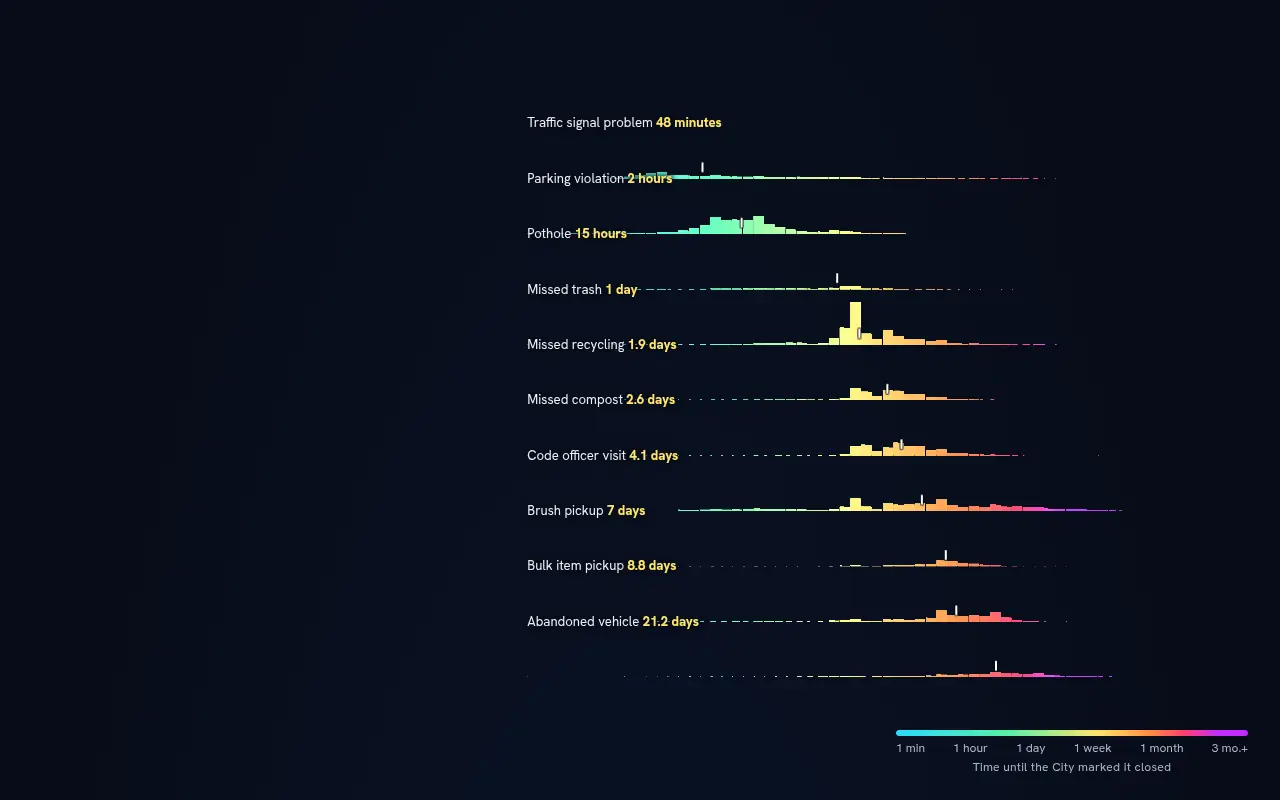 Traffic signal problem 48 minutes
Parking violation 2 hours
Pothole 15 hours
Missed trash 1 day
Missed recycling 1.9 days
Missed compost 2.6 days
Code officer visit 4.1 days
Brush pickup 7 days
Bulk item pickup 8.8 days
Abandoned vehicle 21.2 days
1 min 1 hour 1 day 1 week 1 month 3 mo.+
Time until the City marked it closed